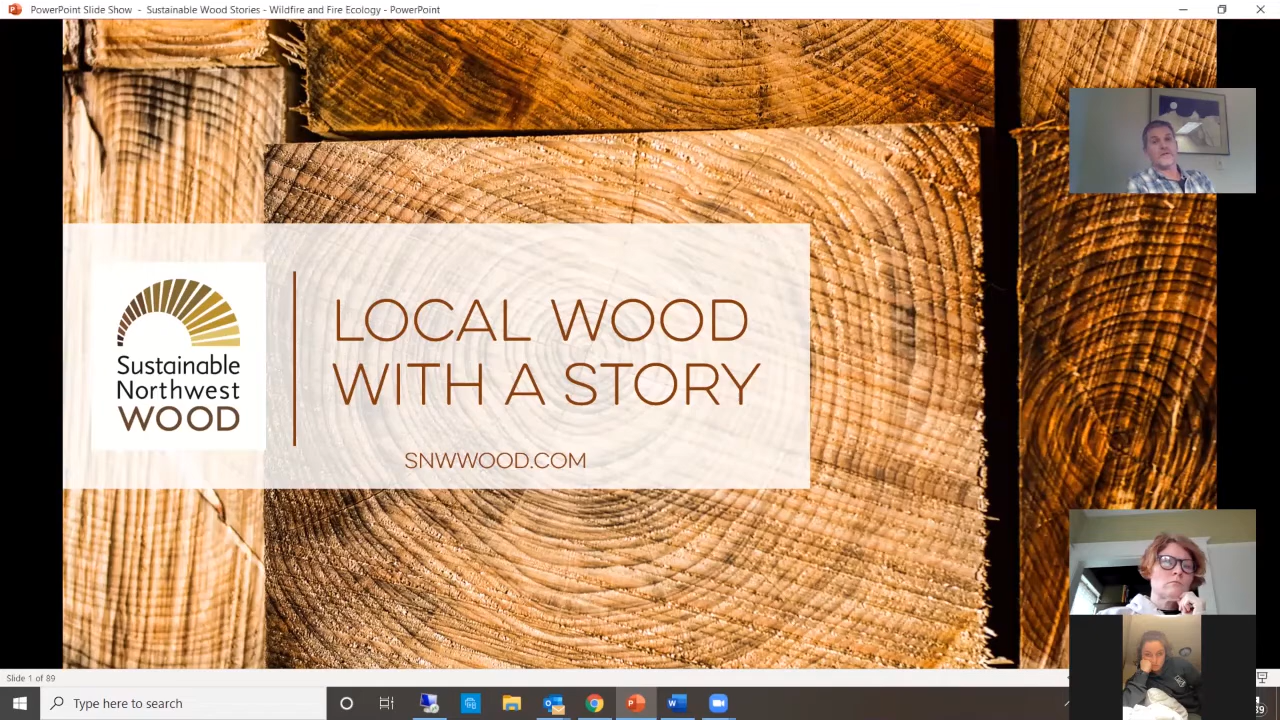 PowerPoint Slide Show - Sustainable Wood Stories - Wildfire and Fire Ecology - PowerPoint
LOCAL WOOD
WITH A STORY
Sustainable
Northwest
WOOD
SNWWOOD.COM
Slide 1 of 89
Type here to search